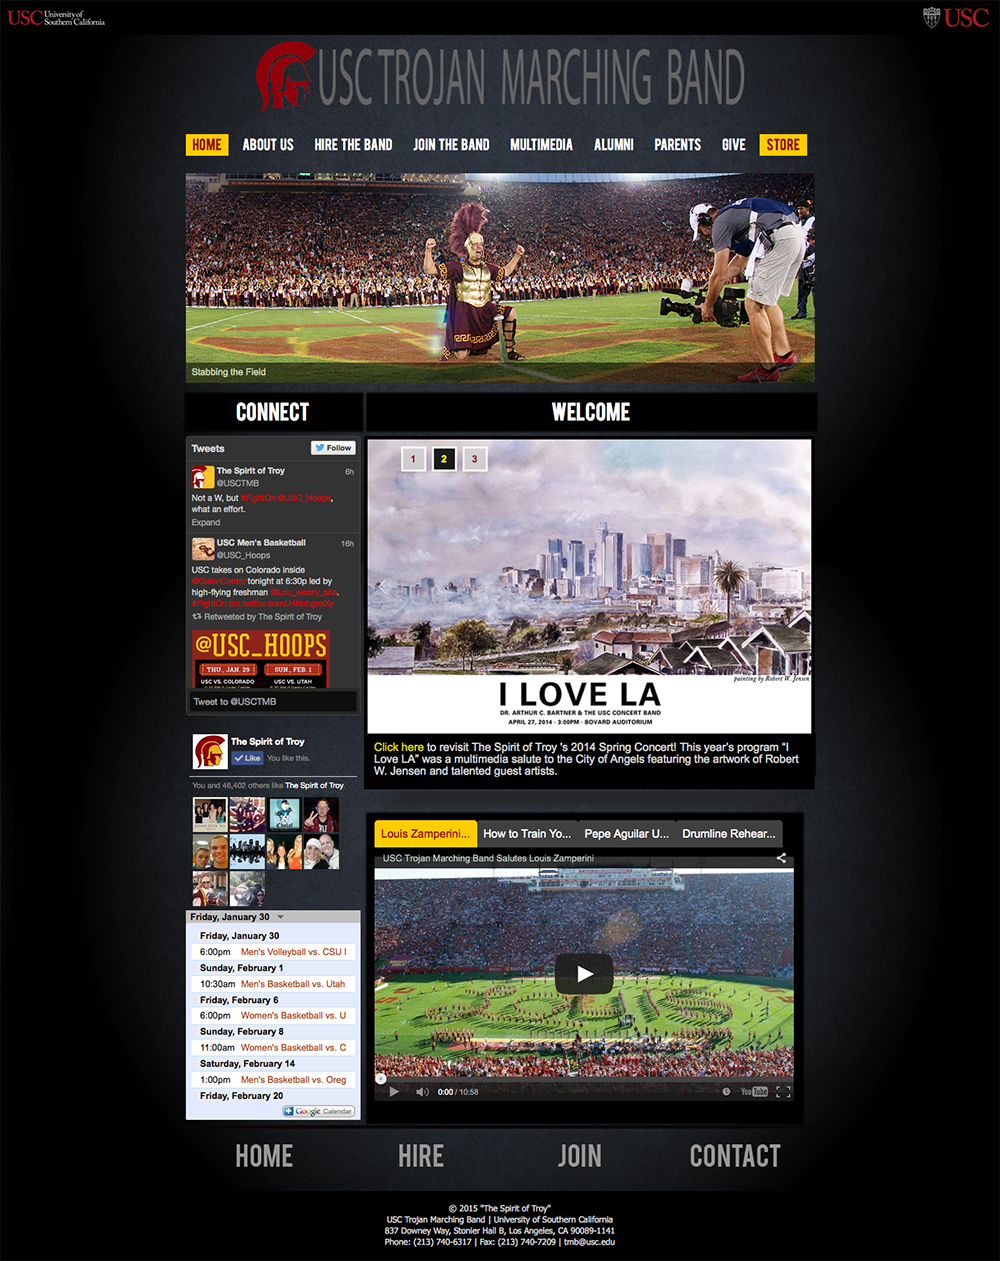 USC University of
Southern California
USC
USC TROJAN MARCHING BAND
HOME ABOUT US HIRE THE BAND JOIN THE BAND MULTIMEDIA ALUMNI PARENTS GIVE STORE
Stabbing the Field
CONNECT
WELCOME
Tweets
Follow
The Spirit of Troy 6h
@USCTMB
Not a W, but #FightOn @USC_Hoops,
what an effort.
Expand
USC Men's Basketball 16h
@USC_Hoops
USC takes on Colorado inside
@GalenCenter tonight at 6:30p led by
high-flying freshman
#FightOn
Retweeted by The Spirit of Troy
@USC_HOOPS
THU., JAN. 29 SUN., FEB. 1
USC VS. COLORADO USC VS. UTAH
Tweet to @USCTMB
The Spirit of Troy
Like You like this.
You and 46,402 others like The Spirit of Troy.
Friday, January 30
Friday, January 30
6:00pm Men's Volleyball vs. CSU
Sunday, February 1
10:30am Men's Basketball vs. Utah
Friday, February 6
6:00pm Women's Basketball vs. U
Sunday, February 8
11:00am Women's Basketball vs. C
Saturday, February 14
1:00pm Men's Basketball vs. Oreg
Friday, February 20
Google Calendar
1 2 3
painting by Robert W. Jensen
I LOVE LA
DR. ARTHUR C. BARTNER & THE USC CONCERT BAND
APRIL 27, 2014 - 3:00PM - BOVARD AUDITORIUM
Click here to revisit The Spirit of Troy 's 2014 Spring Concert! This year's program "I
Love LA" was a multimedia salute to the City of Angels featuring the artwork of Robert
W. Jensen and talented guest artists.
Louis Zamperini... How to Train Yo... Pepe Aguilar U... Drumline Rehear...
USC Trojan Marching Band Salutes Louis Zamperini
0:00 / 10:58
YouTube
HOME HIRE JOIN CONTACT
© 2015 "The Spirit of Troy"
USC Trojan Marching Band | University of Southern California
837 Downey Way, Stonier Hall B, Los Angeles, CA 90089-1141
Phone: (213) 740-6317 | Fax: (213) 740-7209 | tmb@usc.edu